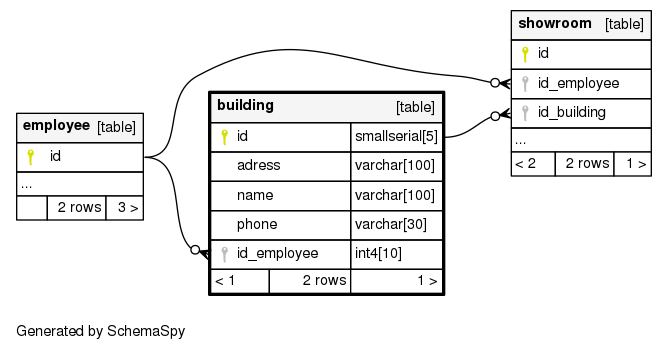 showroom [table]
id
id_employee
id_building
...
< 2 2 rows 1 >
building [table]
id smallserial[5]
adress varchar[100]
name varchar[100]
phone varchar[30]
id_employee int4[10]
< 1 2 rows 1 >
employee [table]
id
...
2 rows 3 >
Generated by SchemaSpy